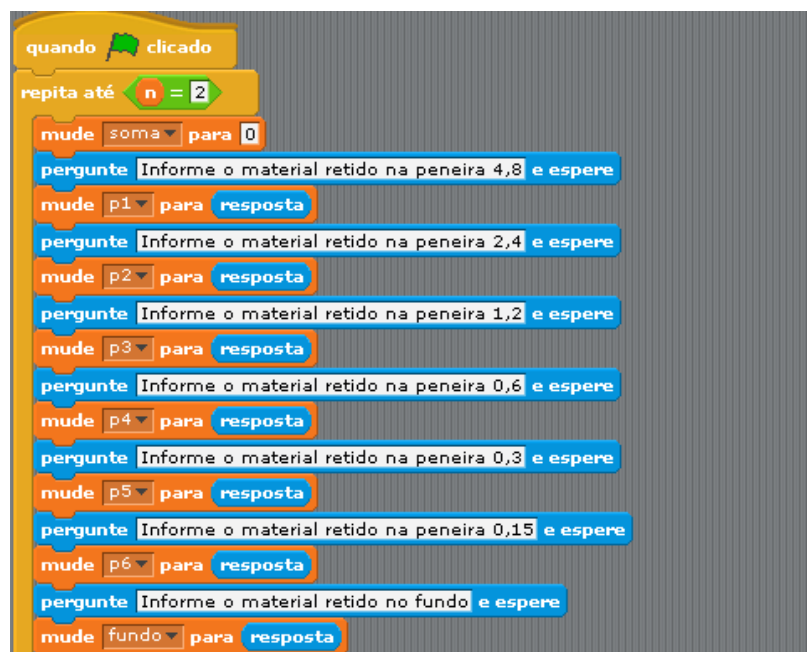 quando clicado
repita até n = 2
mude soma para 0
pergunte Informe o material retido na peneira 4,8 e espere
mude p1 para resposta
pergunte Informe o material retido na peneira 2,4 e espere
mude p2 para resposta
pergunte Informe o material retido na peneira 1,2 e espere
mude p3 para resposta
pergunte Informe o material retido na peneira 0,6 e espere
mude p4 para resposta
pergunte Informe o material retido na peneira 0,3 e espere
mude p5 para resposta
pergunte Informe o material retido na peneira 0,15 e espere
mude p6 para resposta
pergunte Informe o material retido no fundo e espere
mude fundo para resposta